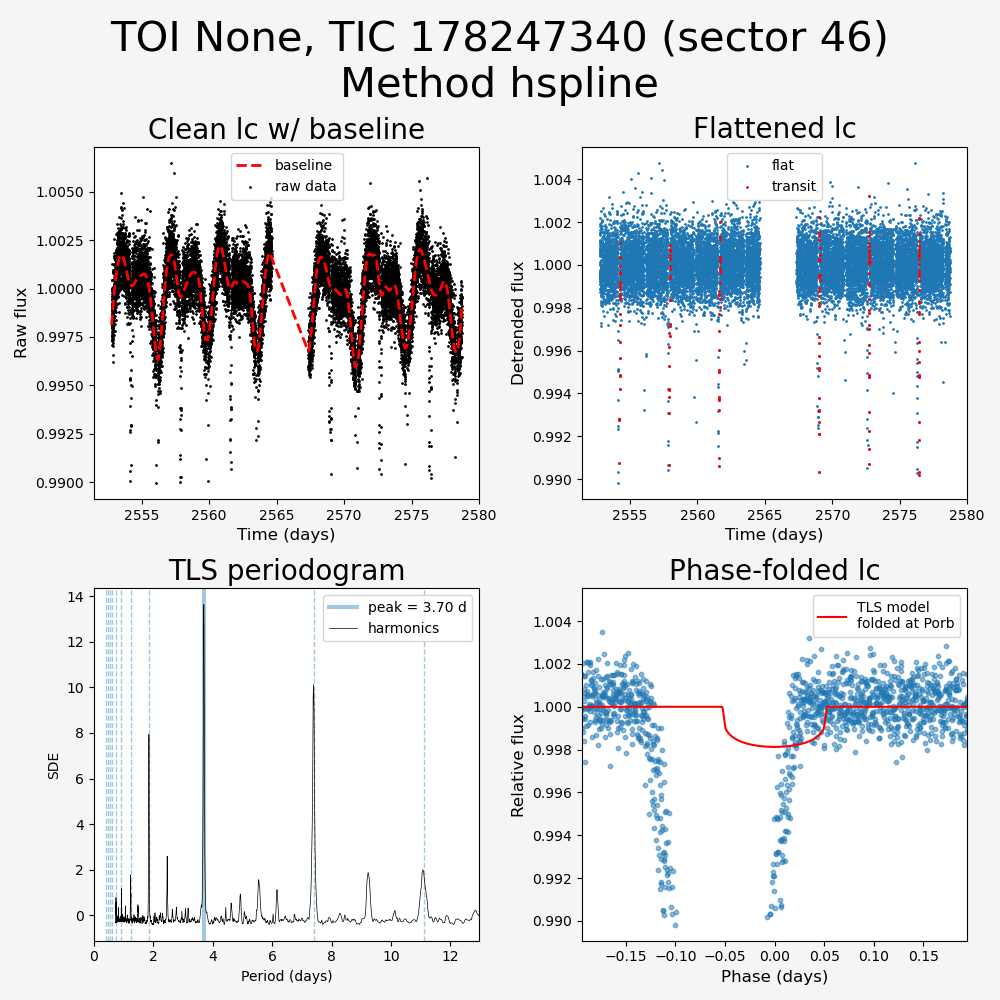 TOI None, TIC 178247340 (sector 46)
Method hspline
Clean lc w/ baseline
Flattened lc
baseline
raw data
flat
transit
1.0050
1.0025
1.0000
0.9975
0.9950
0.9925
0.9900
Raw flux
2555 2560 2565 2570 2575 2580
Time (days)
1.004
1.002
1.000
0.998
0.996
0.994
0.992
0.990
Detrended flux
2555 2560 2565 2570 2575 2580
Time (days)
TLS periodogram
Phase-folded lc
peak = 3.70 d
harmonics
14
12
10
8
6
4
2
0
SDE
0 2 4 6 8 10 12
Period (days)
TLS model
folded at Porb
1.004
1.002
1.000
0.998
0.996
0.994
0.992
0.990
Relative flux
−0.15 −0.10 −0.05 0.00 0.05 0.10 0.15
Phase (days)